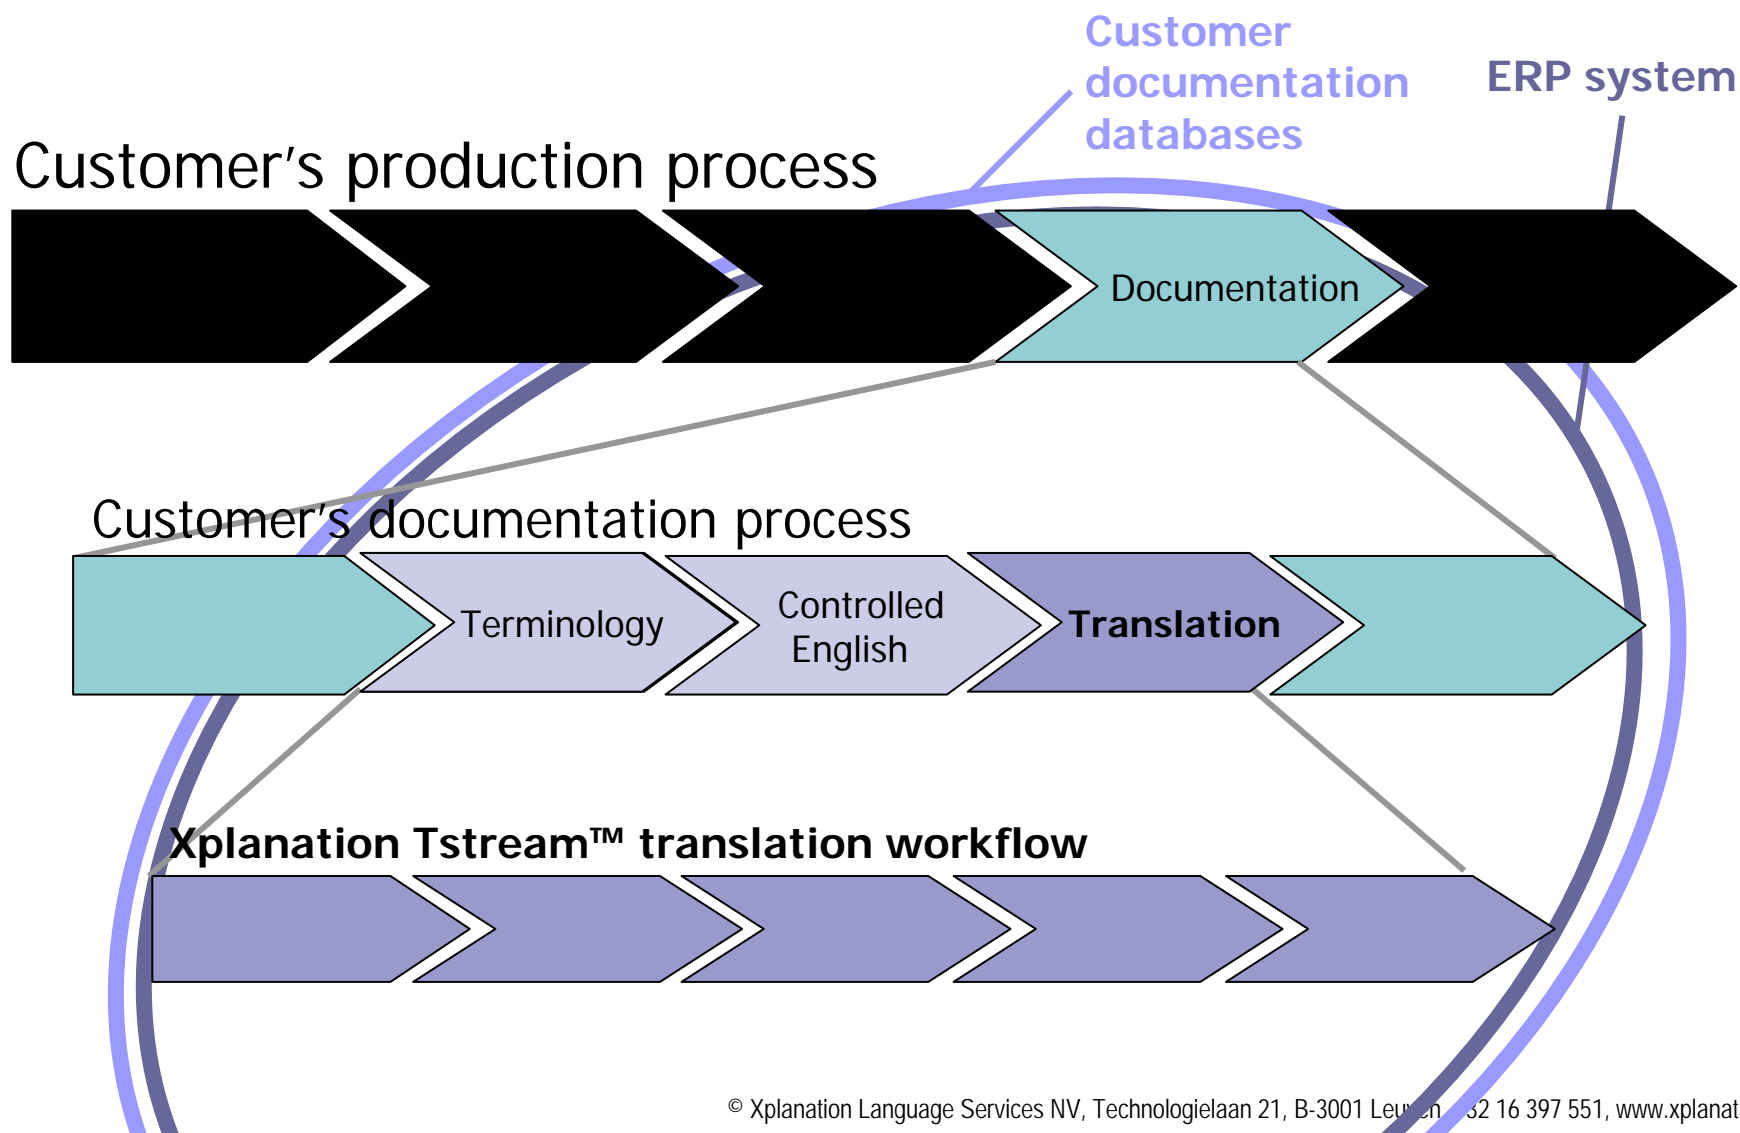 Customer
documentation
databases
ERP system
Customer's production process
Documentation
Customer's documentation process
Terminology
Controlled
English
Translation
Xplanation Tstream™ translation workflow
© Xplanation Language Services NV, Technologielaan 21, B-3001 32 16 397 551, www.xplanat